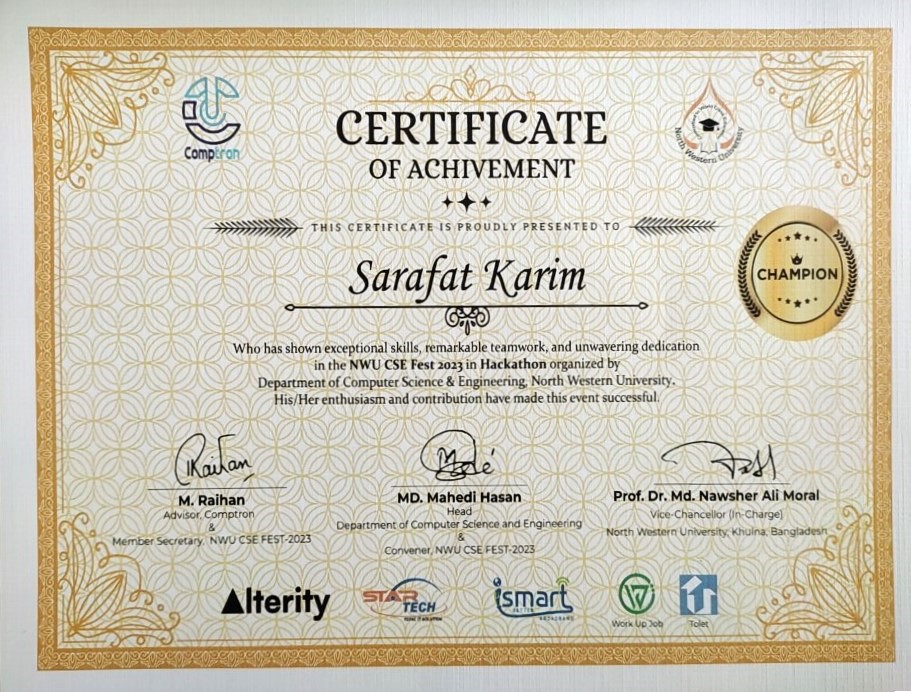 Comptron
North Western University
CERTIFICATE
OF ACHIVEMENT
THIS CERTIFICATE IS PROUDLY PRESENTED TO
Sarafat Karim
CHAMPION
Who has shown exceptional skills, remarkable teamwork, and unwavering dedication
in the NWU CSE Fest 2023 in Hackathon organized by
Department of Computer Science & Engineering, North Western University.
His/Her enthusiasm and contribution have made this event successful.
Raihan
M. Raihan
Advisor, Comptron
&
Member Secretary, NWU CSE FEST-2023
MD. Mahedi Hasan
Head
Department of Computer Science and Engineering
&
Convener, NWU CSE FEST-2023
Prof. Dr. Md. Nawsher Ali Moral
Vice-Chancellor (In-Charge)
North Western University, Khulna, Bangladesh
Alterity
STAR TECH
ismart
Work Up Job
Tolet